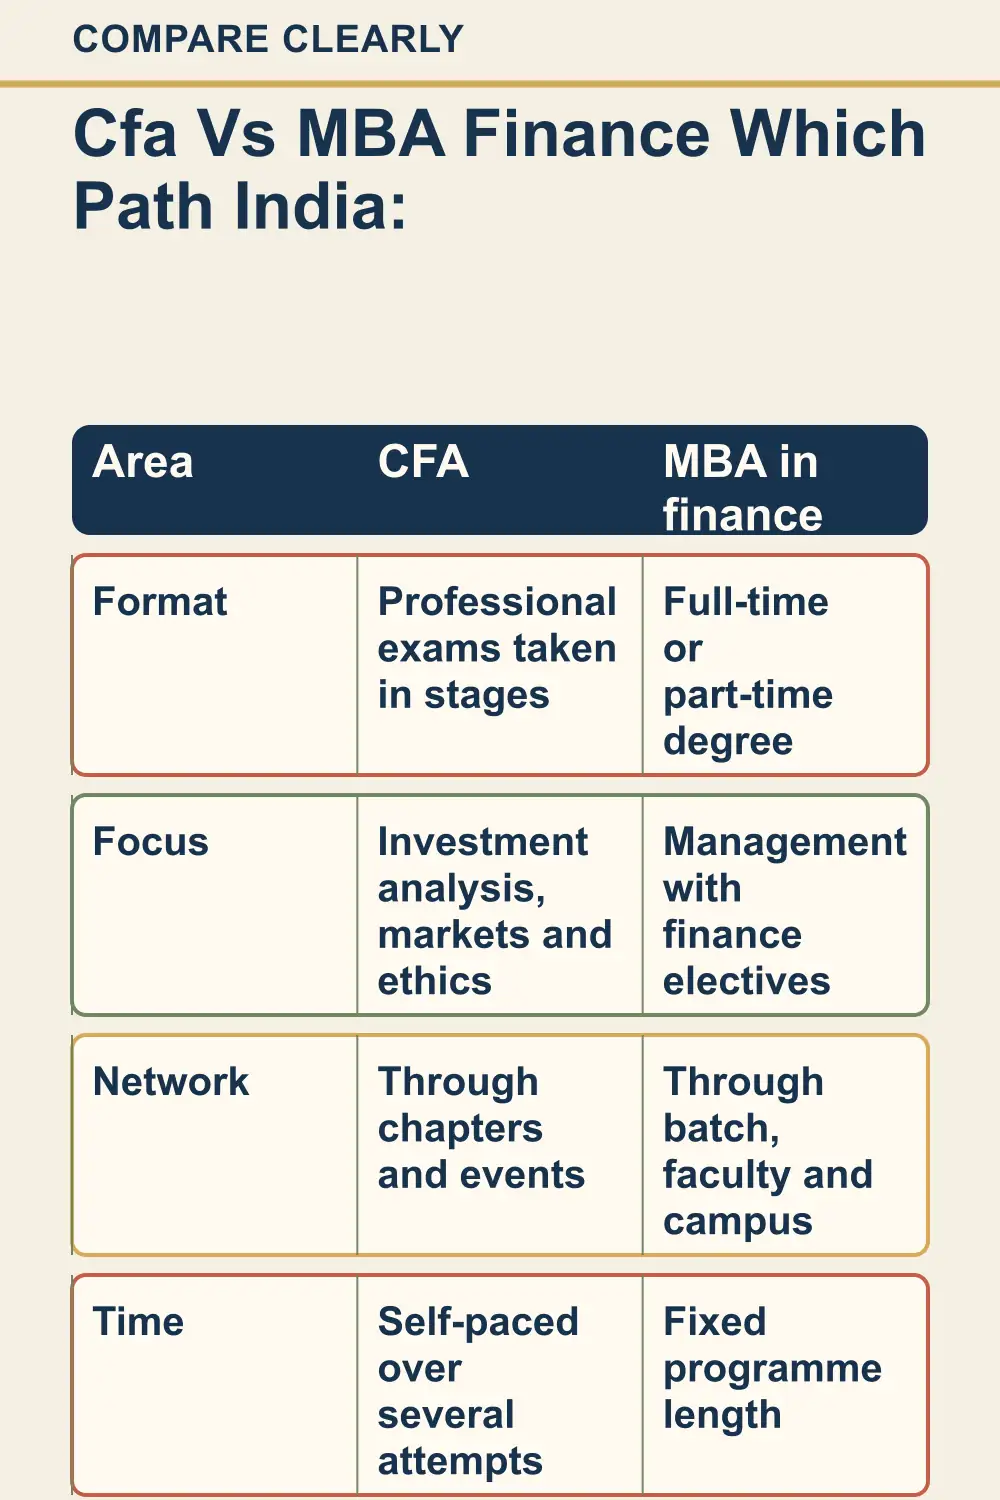 COMPARE CLEARLY
Cfa Vs MBA Finance Which
Path India:
Area
CFA
MBA in
finance
Format
Professional
exams taken
in stages
Full-time
or
part-time
degree
Focus
Investment
analysis,
markets and
ethics
Management
with
finance
electives
Network
Through
chapters
and events
Through
batch,
faculty and
campus
Time
Self-paced
over
several
attempts
Fixed
programme
length